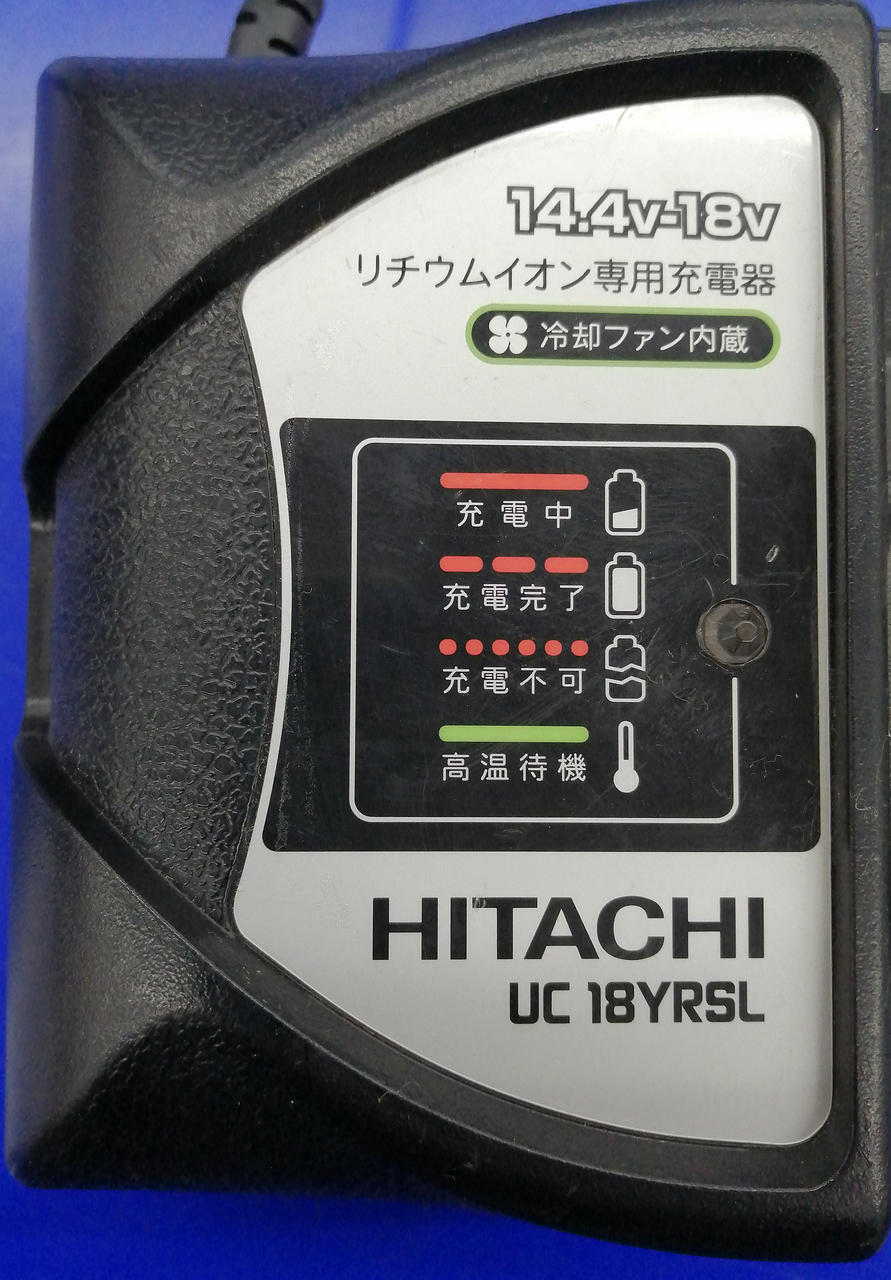 14.4v-18v
リチウムイオン専用充電器
冷却ファン内蔵
充電中
充電完了
充電不可
高温待機
HITACHI
UC 18YRSL